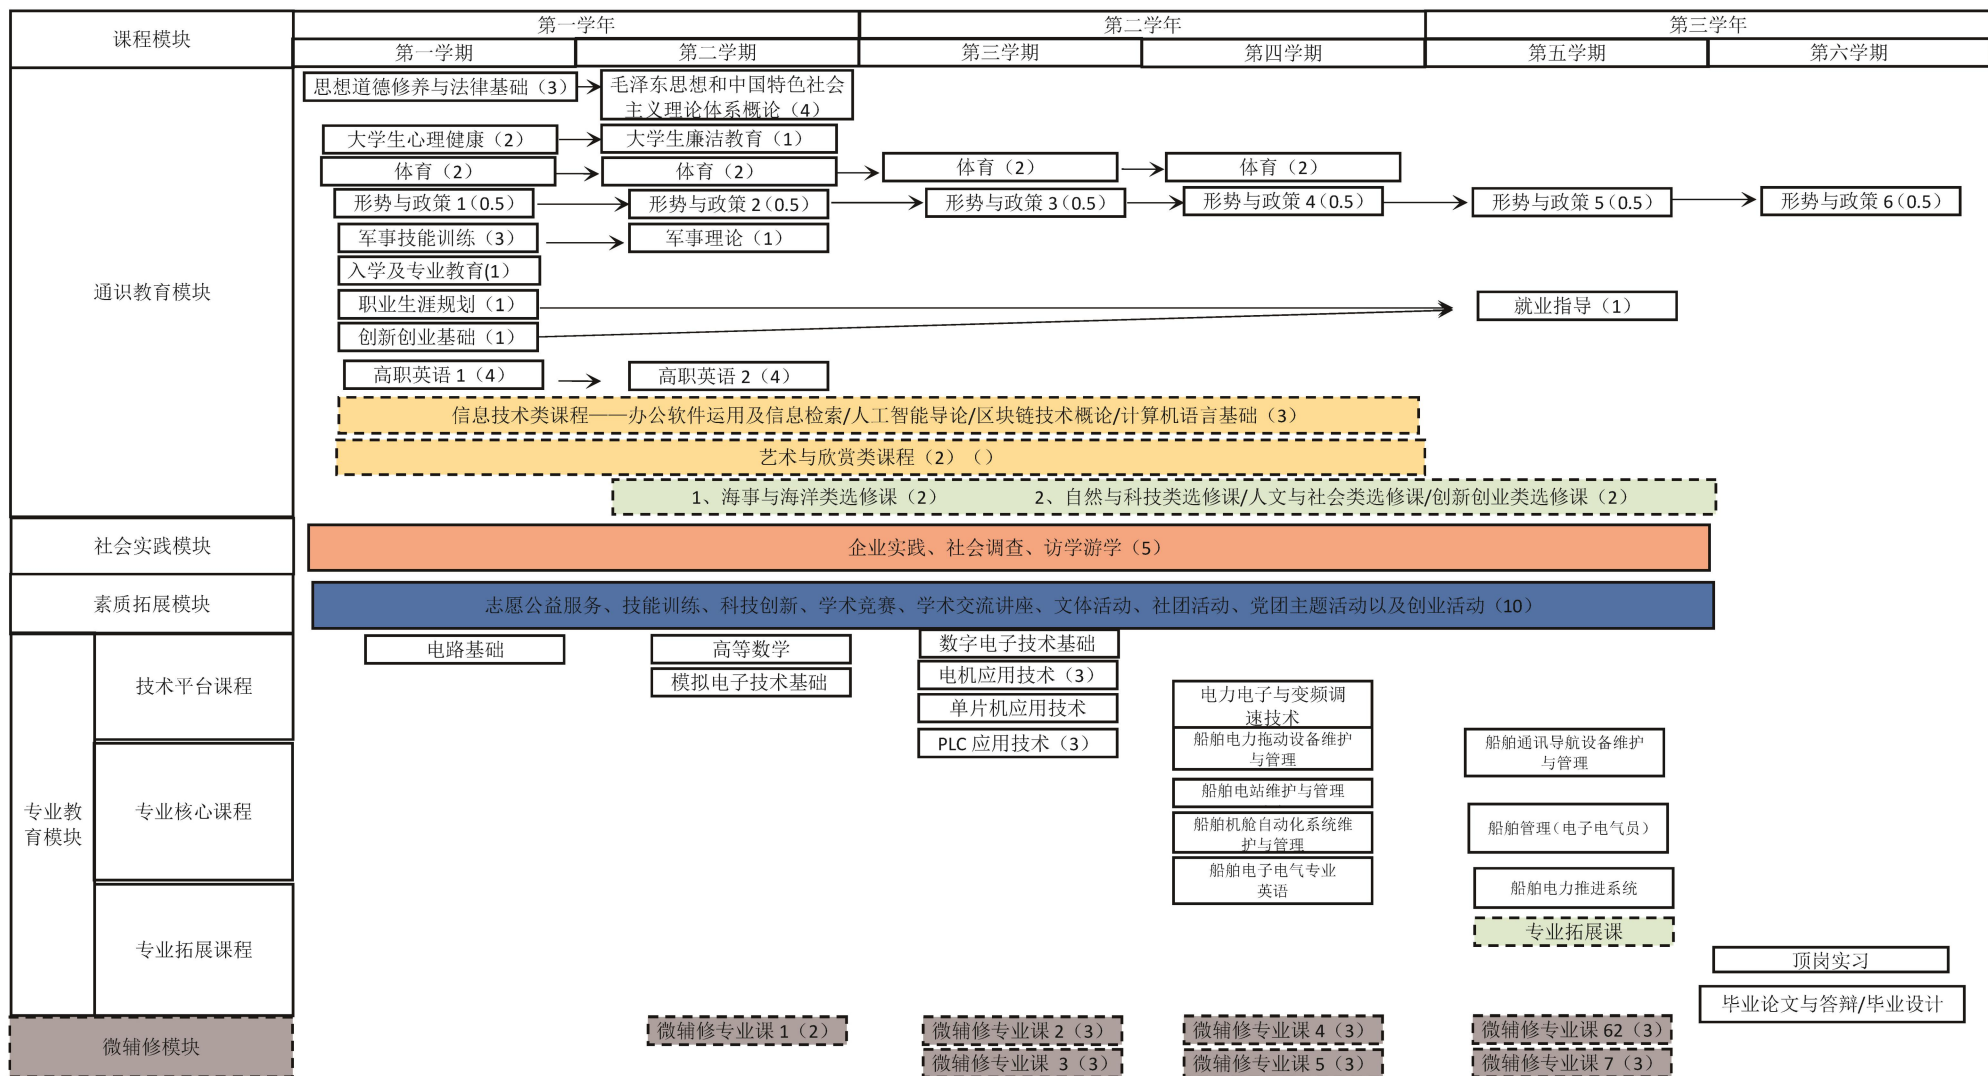 课程模块
第一学年
第二学年
第三学年
第一学期
第二学期
第三学期
第四学期
第五学期
第六学期
通识教育模块
思想道德修养与法律基础（3）
毛泽东思想和中国特色社会
主义理论体系概论（4）
大学生心理健康（2）
大学生廉洁教育（1）
体育（2）
体育（2）
体育（2）
体育（2）
形势与政策 1（0.5）
形势与政策 2（0.5）
形势与政策 3（0.5）
形势与政策 4（0.5）
形势与政策 5（0.5）
形势与政策 6（0.5）
军事技能训练（3）
军事理论（1）
入学及专业教育(1）
职业生涯规划（1）
就业指导（1）
创新创业基础（1）
高职英语 1（4）
高职英语 2（4）
信息技术类课程——办公软件运用及信息检索/人工智能导论/区块链技术概论/计算机语言基础（3）
艺术与欣赏类课程（2）（）
1、海事与海洋类选修课（2） 2、自然与科技类选修课/人文与社会类选修课/创新创业类选修课（2）
社会实践模块
企业实践、社会调查、访学游学（5）
素质拓展模块
志愿公益服务、技能训练、科技创新、学术竞赛、学术交流讲座、文体活动、社团活动、党团主题活动以及创业活动（10）
专业教
育模块
技术平台课程
电路基础
高等数学
模拟电子技术基础
数字电子技术基础
电机应用技术（3）
单片机应用技术
PLC 应用技术（3）
电力电子与变频调
速技术
专业核心课程
船舶电力拖动设备维护
与管理
船舶电站维护与管理
船舶机舱自动化系统维
护与管理
船舶电子电气专业
英语
船舶通讯导航设备维护
与管理
船舶管理（电子电气员）
船舶电力推进系统
专业拓展课程
专业拓展课
顶岗实习
毕业论文与答辩/毕业设计
微辅修模块
微辅修专业课 1（2）
微辅修专业课 2（3）
微辅修专业课 4（3）
微辅修专业课 62（3）
微辅修专业课 3（3）
微辅修专业课 5（3）
微辅修专业课 7（3）